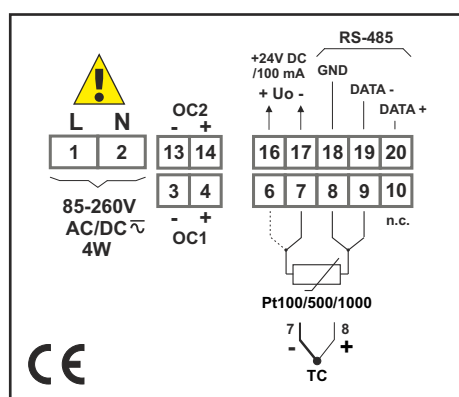 RS-485
+24V DC
/100 mA
GND
DATA -
DATA +
+ Uo -
L N
OC2
- +
1 2 13 14 16 17 18 19 20
3 4 6 7 8 9 10
- +
OC1
n.c.
85-260V
AC/DC
4W
Pt100/500/1000
7 8
- +
TC
CE